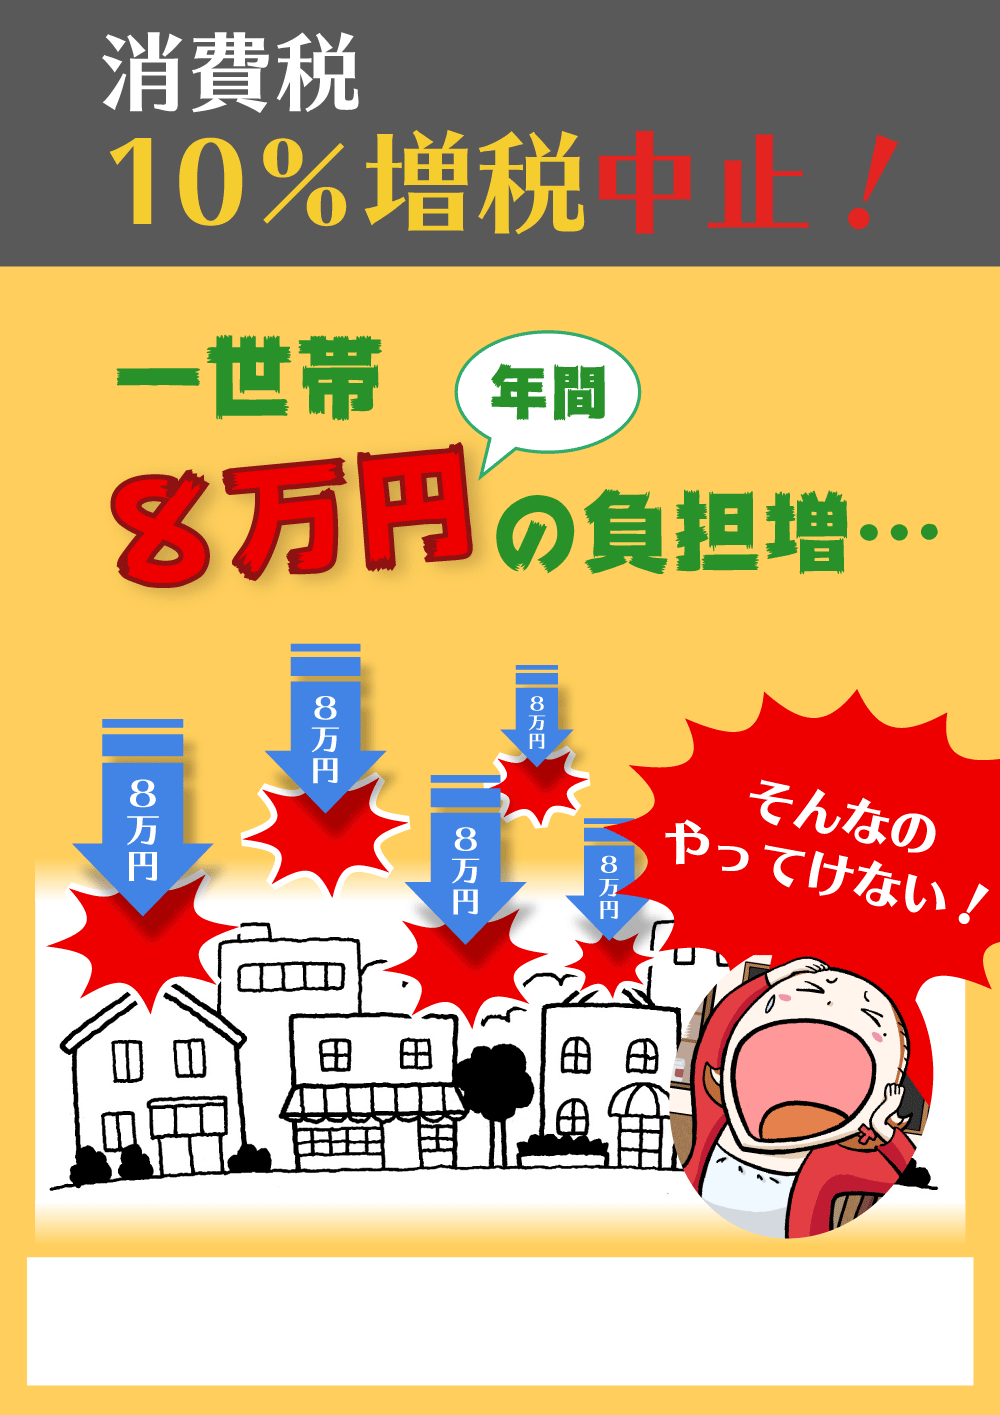 消費税
10%増税中止！
一世帯
年間
8万円の負担増…
8万円
8万円
8万円
8万円
8万円
そんなの
やってけない！